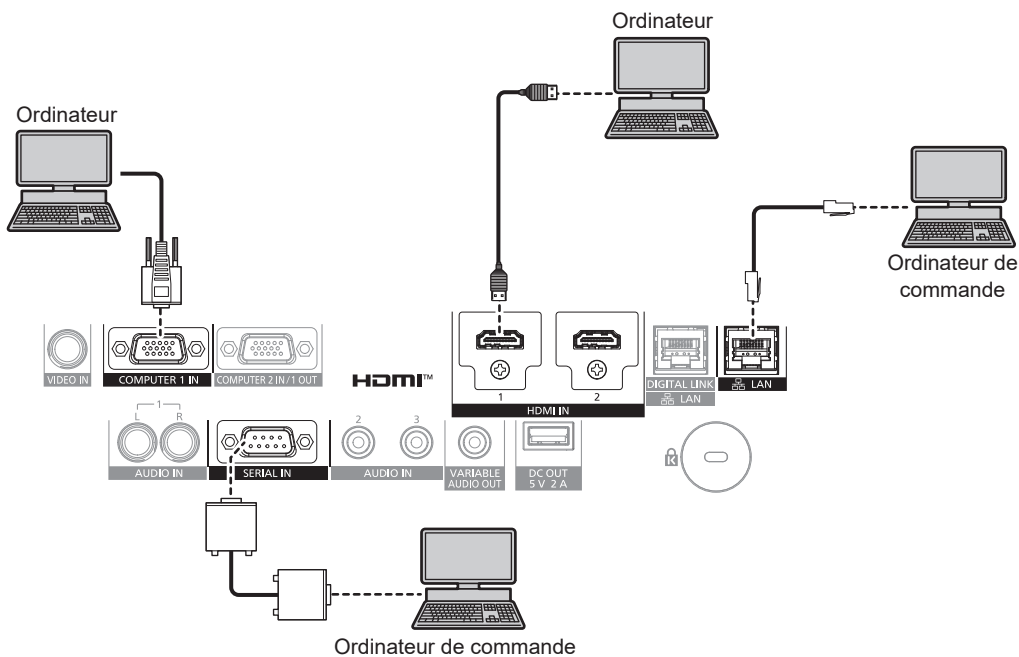 Ordinateur
Ordinateur
Ordinateur de
commande
VIDEO IN
COMPUTER 1 IN
COMPUTER 2 IN / 1 OUT
HDMI™
1
2
HDMI IN
DIGITAL LINK
LAN
LAN
1
L
R
AUDIO IN
SERIAL IN
2
3
AUDIO IN
VARIABLE
AUDIO OUT
DC OUT
5 V 2 A
K
Ordinateur de commande